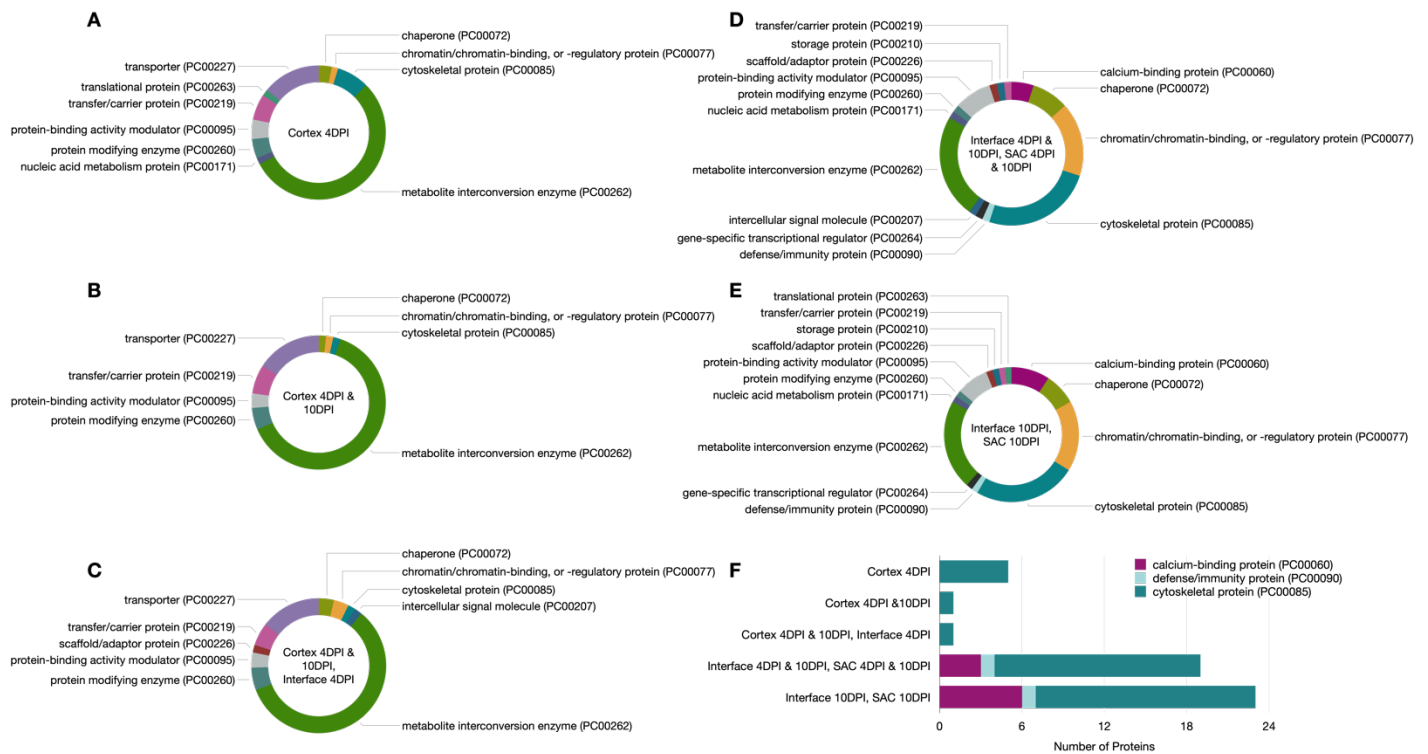 A
chaperone (PC00072)
chromatin/chromatin-binding, or -regulatory protein (PC00077)
cytoskeletal protein (PC00085)
transporter (PC00227)
translational protein (PC00263)
transfer/carrier protein (PC00219)
protein-binding activity modulator (PC00095)
protein modifying enzyme (PC00260)
nucleic acid metabolism protein (PC00171)
Cortex 4DPI
metabolite interconversion enzyme (PC00262)
B
chaperone (PC00072)
chromatin/chromatin-binding, or -regulatory protein (PC00077)
cytoskeletal protein (PC00085)
transporter (PC00227)
transfer/carrier protein (PC00219)
protein-binding activity modulator (PC00095)
protein modifying enzyme (PC00260)
Cortex 4DPI &
10DPI
metabolite interconversion enzyme (PC00262)
C
chaperone (PC00072)
chromatin/chromatin-binding, or -regulatory protein (PC00077)
cytoskeletal protein (PC00085)
intercellular signal molecule (PC00207)
transporter (PC00227)
transfer/carrier protein (PC00219)
scaffold/adaptor protein (PC00226)
protein-binding activity modulator (PC00095)
protein modifying enzyme (PC00260)
Cortex 4DPI &
10DPI,
Interface 4DPI
metabolite interconversion enzyme (PC00262)
D
transfer/carrier protein (PC00219)
storage protein (PC00210)
scaffold/adaptor protein (PC00226)
protein-binding activity modulator (PC00095)
protein modifying enzyme (PC00260)
nucleic acid metabolism protein (PC00171)
metabolite interconversion enzyme (PC00262)
intercellular signal molecule (PC00207)
gene-specific transcriptional regulator (PC00264)
defense/immunity protein (PC00090)
Interface 4DPI &
10DPI, SAC 4DPI
& 10DPI
calcium-binding protein (PC00060)
chaperone (PC00072)
chromatin/chromatin-binding, or -regulatory protein (PC00077)
cytoskeletal protein (PC00085)
E
translational protein (PC00263)
transfer/carrier protein (PC00219)
storage protein (PC00210)
scaffold/adaptor protein (PC00226)
protein-binding activity modulator (PC00095)
protein modifying enzyme (PC00260)
nucleic acid metabolism protein (PC00171)
metabolite interconversion enzyme (PC00262)
gene-specific transcriptional regulator (PC00264)
defense/immunity protein (PC00090)
Interface 10DPI,
SAC 10DPI
calcium-binding protein (PC00060)
chaperone (PC00072)
chromatin/chromatin-binding, or -regulatory protein (PC00077)
cytoskeletal protein (PC00085)
F
calcium-binding protein (PC00060)
defense/immunity protein (PC00090)
cytoskeletal protein (PC00085)
Cortex 4DPI
Cortex 4DPI &10DPI
Cortex 4DPI & 10DPI, Interface 4DPI
Interface 4DPI & 10DPI, SAC 4DPI & 10DPI
Interface 10DPI, SAC 10DPI
0 6 12 18 24
Number of Proteins